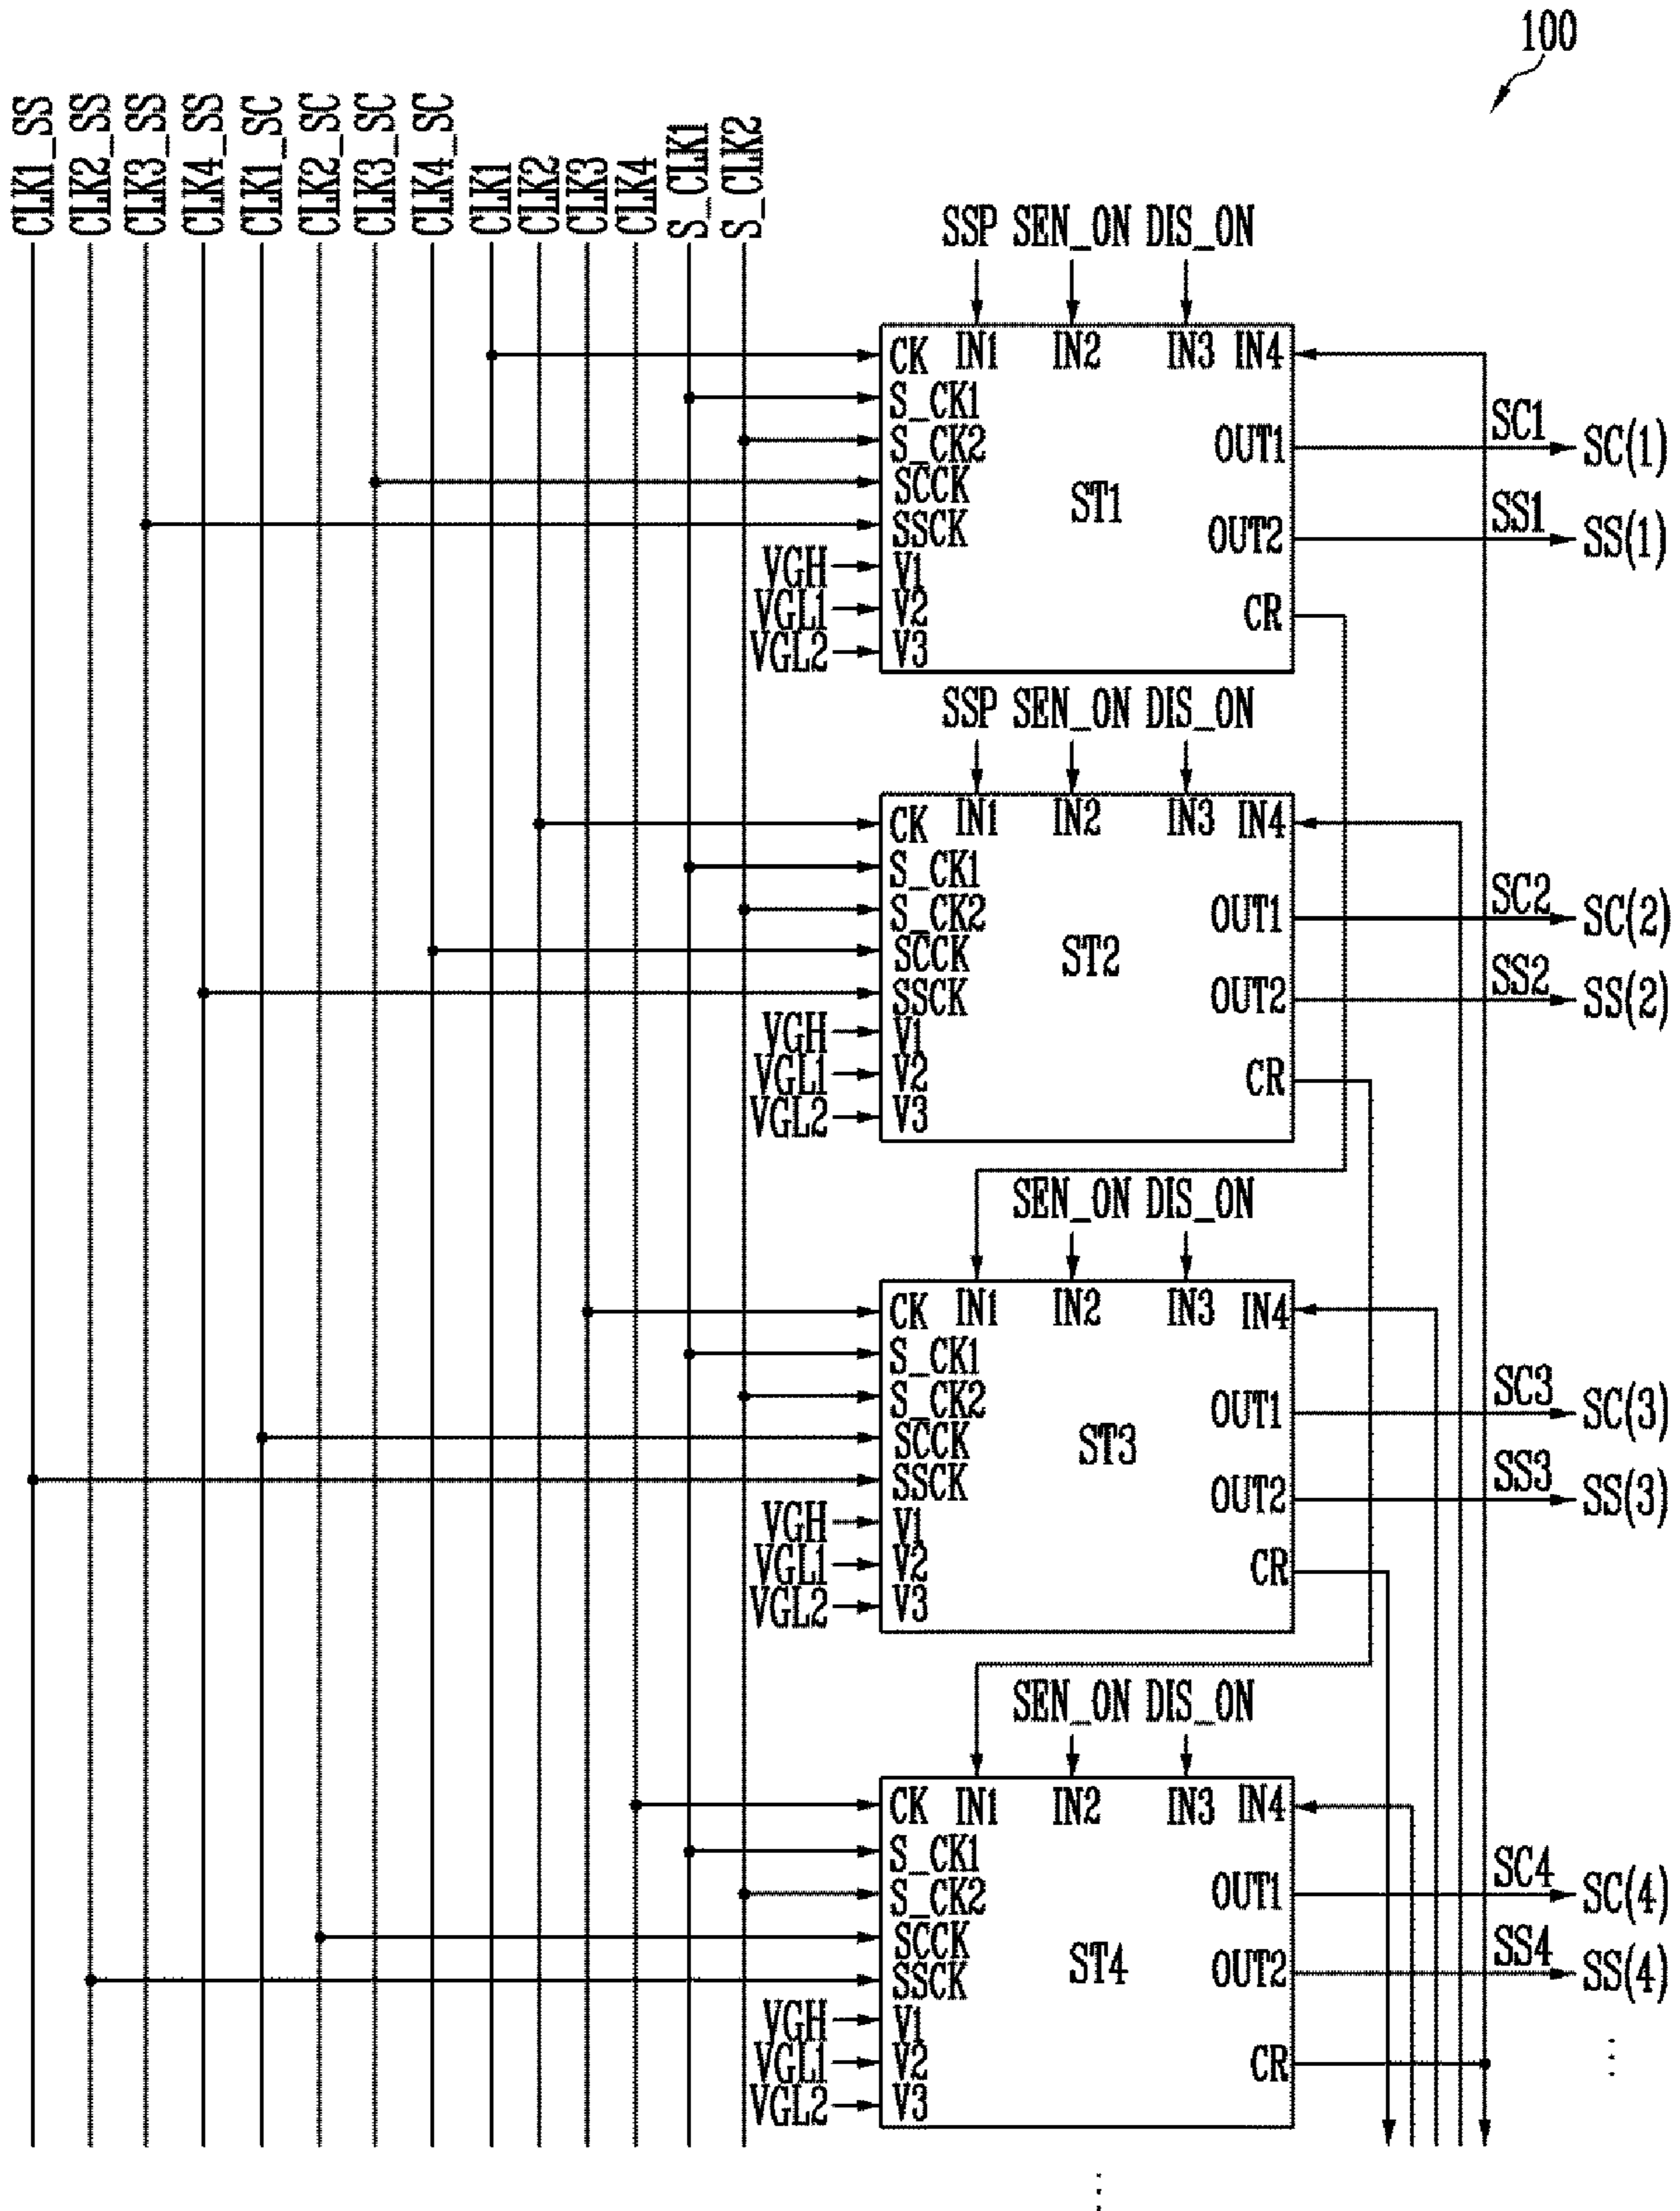 100
CLK1_SS
CLK2_SS
CLK3_SS
CLK4_SS
CLK1_SC
CLK2_SC
CLK3_SC
CLK4_SC
CLK1
CLK2
CLK3
CLK4
S_CLK1
S_CLK2
SSP SEN_ON DIS_ON
CK IN1 IN2 IN3 IN4
S_CK1
S_CK2
SCCK
SSCK
VGH V1
VGL1 V2
VGL2 V3
ST1
OUT1 SC1 SC(1)
OUT2 SS1 SS(1)
CR
SSP SEN_ON DIS_ON
CK IN1 IN2 IN3 IN4
S_CK1
S_CK2
SCCK
SSCK
VGH V1
VGL1 V2
VGL2 V3
ST2
OUT1 SC2 SC(2)
OUT2 SS2 SS(2)
CR
SEN_ON DIS_ON
CK IN1 IN2 IN3 IN4
S_CK1
S_CK2
SCCK
SSCK
VGH V1
VGL1 V2
VGL2 V3
ST3
OUT1 SC3 SC(3)
OUT2 SS3 SS(3)
CR
SEN_ON DIS_ON
CK IN1 IN2 IN3 IN4
S_CK1
S_CK2
SCCK
SSCK
VGH V1
VGL1 V2
VGL2 V3
ST4
OUT1 SC4 SC(4)
OUT2 SS4 SS(4)
CR